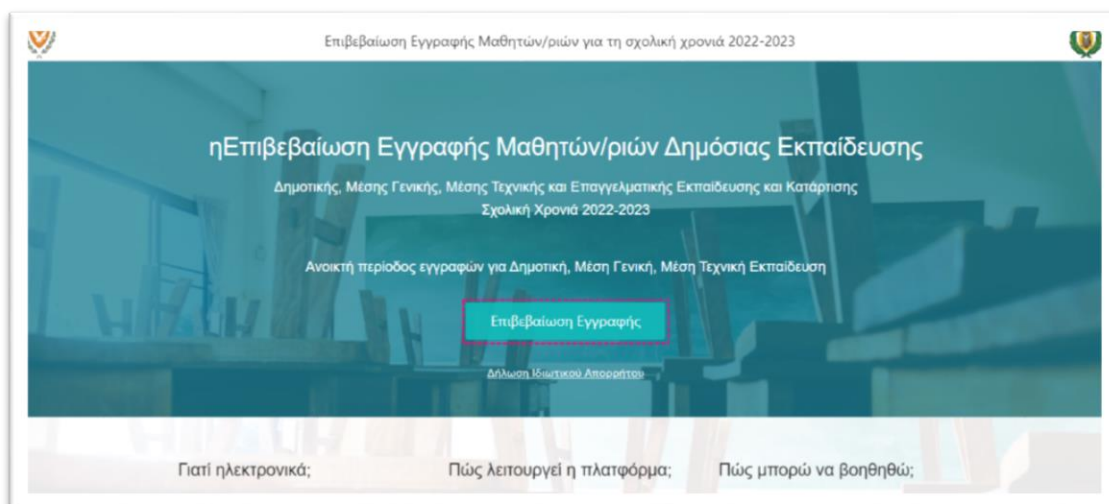 Επιβεβαίωση Εγγραφής Μαθητών/ριών για τη σχολική χρονιά 2022-2023
ηΕπιβεβαίωση Εγγραφής Μαθητών/ριών Δημόσιας Εκπαίδευσης
Δημοτικής, Μέσης Γενικής, Μέσης Τεχνικής και Επαγγελματικής Εκπαίδευσης και Κατάρτισης
Σχολική Χρονιά 2022-2023
Ανοικτή περίοδος εγγραφών για Δημοτική, Μέση Γενική, Μέση Τεχνική Εκπαίδευση
Επιβεβαίωση Εγγραφής
Δήλωση Ιδιωτικού Απορρήτου
Γιατί ηλεκτρονικά;
Πώς λειτουργεί η πλατφόρμα;
Πώς μπορώ να βοηθηθώ;